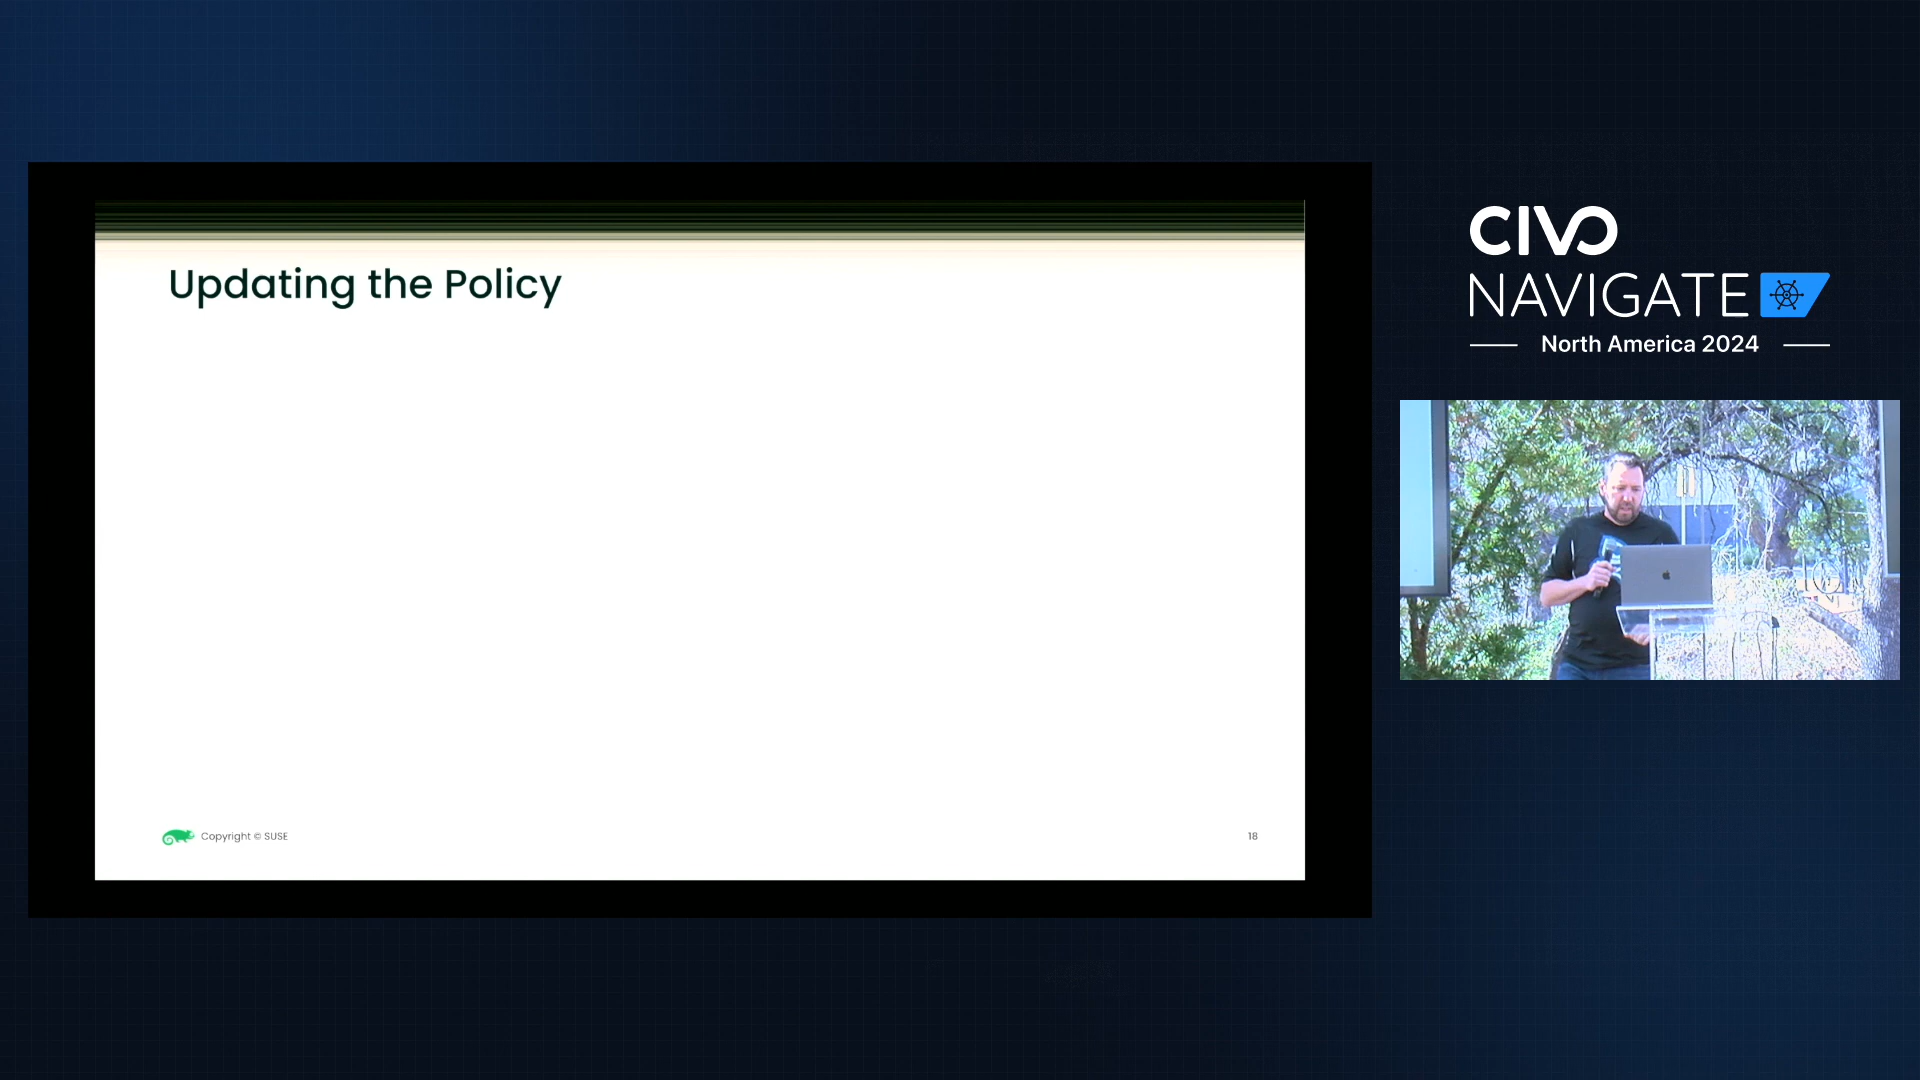 Updating the Policy
Copyright © SUSE
18
CIVO
NAVIGATE
North America 2024